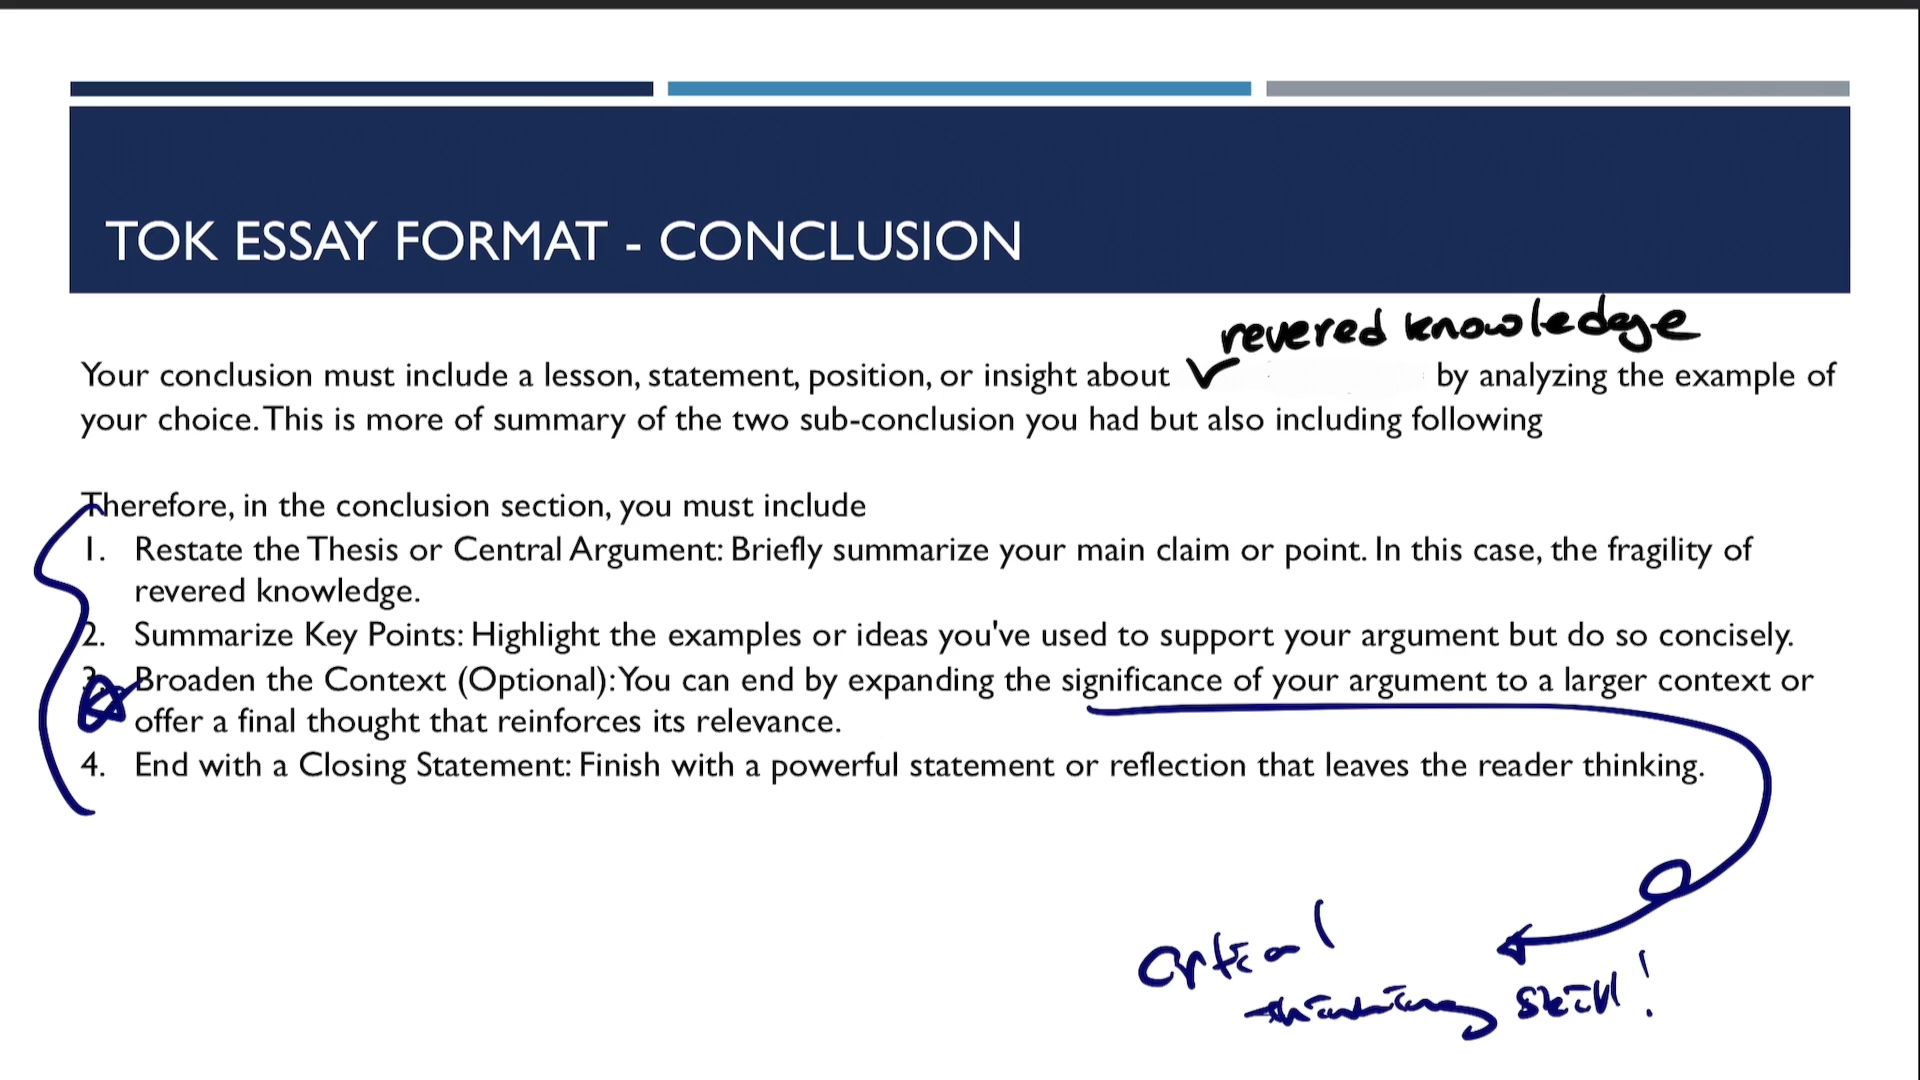 TOK ESSAY FORMAT - CONCLUSION
revered knowledge
Your conclusion must include a lesson, statement, position, or insight about by analyzing the example of
your choice. This is more of summary of the two sub-conclusion you had but also including following
Therefore, in the conclusion section, you must include
1. Restate the Thesis or Central Argument: Briefly summarize your main claim or point. In this case, the fragility of
revered knowledge.
2. Summarize Key Points: Highlight the examples or ideas you've used to support your argument but do so concisely.
3. Broaden the Context (Optional): You can end by expanding the significance of your argument to a larger context or
offer a final thought that reinforces its relevance.
4. End with a Closing Statement: Finish with a powerful statement or reflection that leaves the reader thinking.
thinking skill!